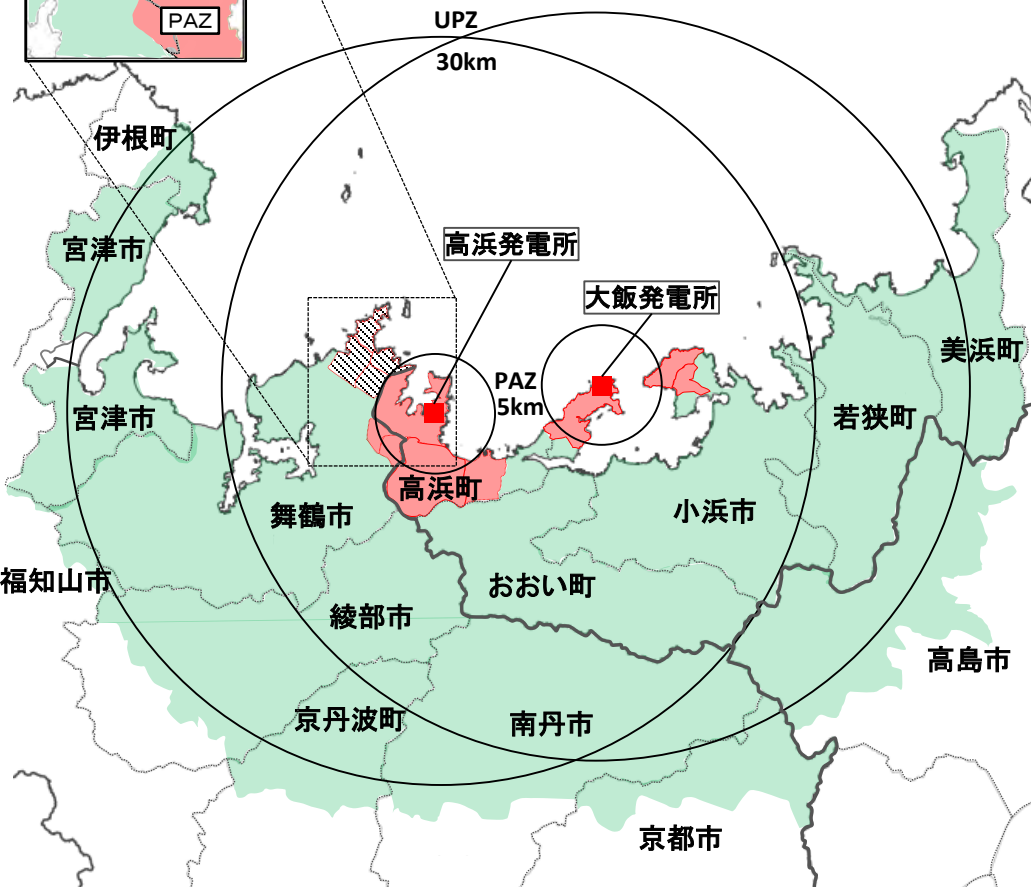 PAZ
UPZ
30km
伊根町
宮津市
高浜発電所
大飯発電所
美浜町
PAZ
5km
宮津市
若狭町
高浜町
舞鶴市
小浜市
福知山市
おおい町
綾部市
高島市
京丹波町
南丹市
京都市